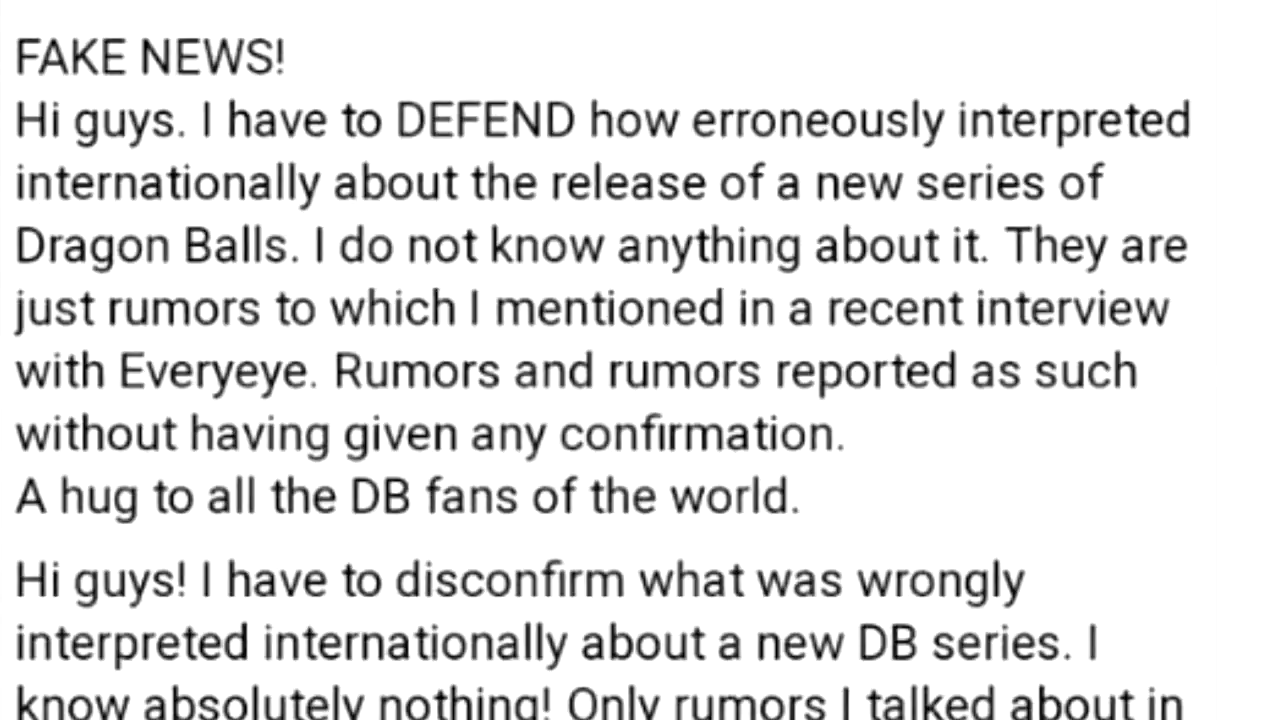 FAKE NEWS!
Hi guys. I have to DEFEND how erroneously interpreted
internationally about the release of a new series of
Dragon Balls. I do not know anything about it. They are
just rumors to which I mentioned in a recent interview
with Everyeye. Rumors and rumors reported as such
without having given any confirmation.
A hug to all the DB fans of the world.
Hi guys! I have to disconfirm what was wrongly
interpreted internationally about a new DB series. I
know absolutely nothing! Only rumors I talked about in